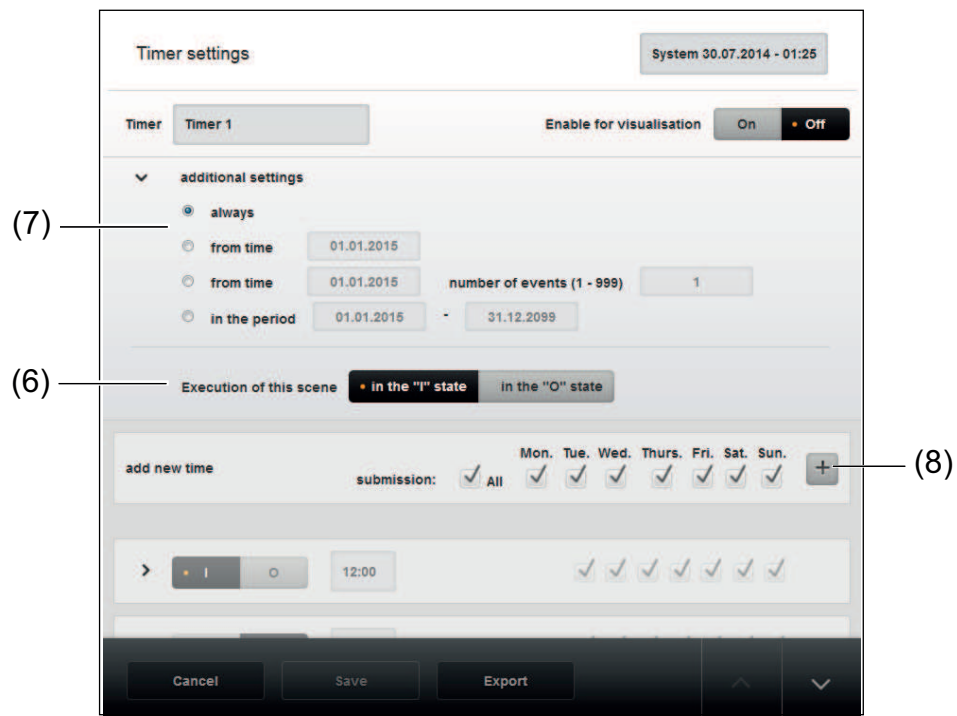 Timer settings System 30.07.2014 - 01:25
Timer Timer 1 Enable for visualisation On Off
additional settings
(7) always
from time 01.01.2015
from time 01.01.2015 number of events (1 - 999) 1
in the period 01.01.2015 - 31.12.2099
(6) Execution of this scene in the "I" state in the "O" state
Mon. Tue. Wed. Thurs. Fri. Sat. Sun.
add new time submission: All + (8)
I O 12:00
Cancel Save Export